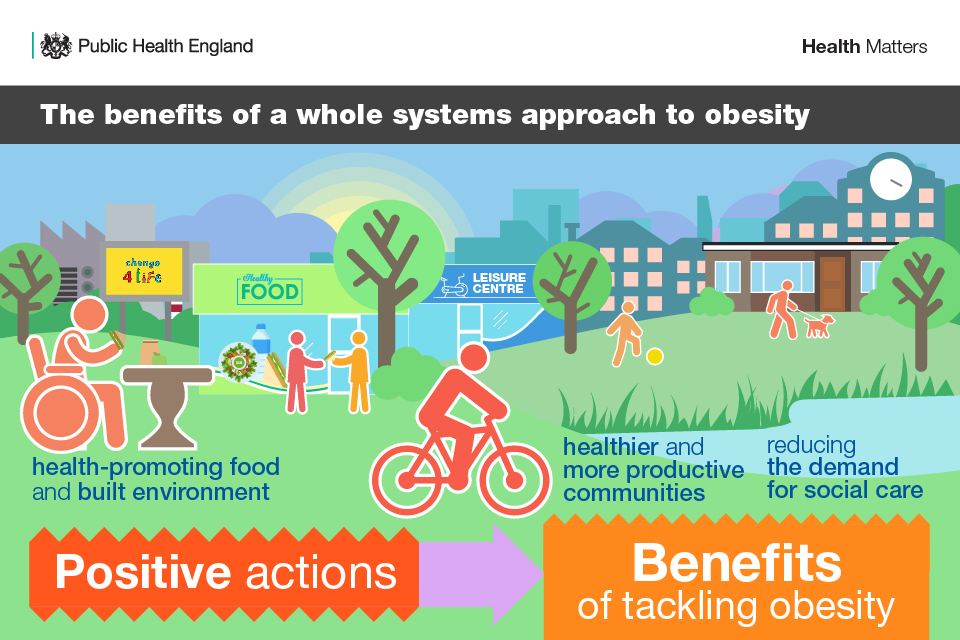 Public Health England
Health Matters
The benefits of a whole systems approach to obesity
change
4 life
Healthy
FOOD
LEISURE
CENTRE
health-promoting food
and built environment
healthier and
more productive
communities
reducing
the demand
for social care
Positive actions
Benefits
of tackling obesity